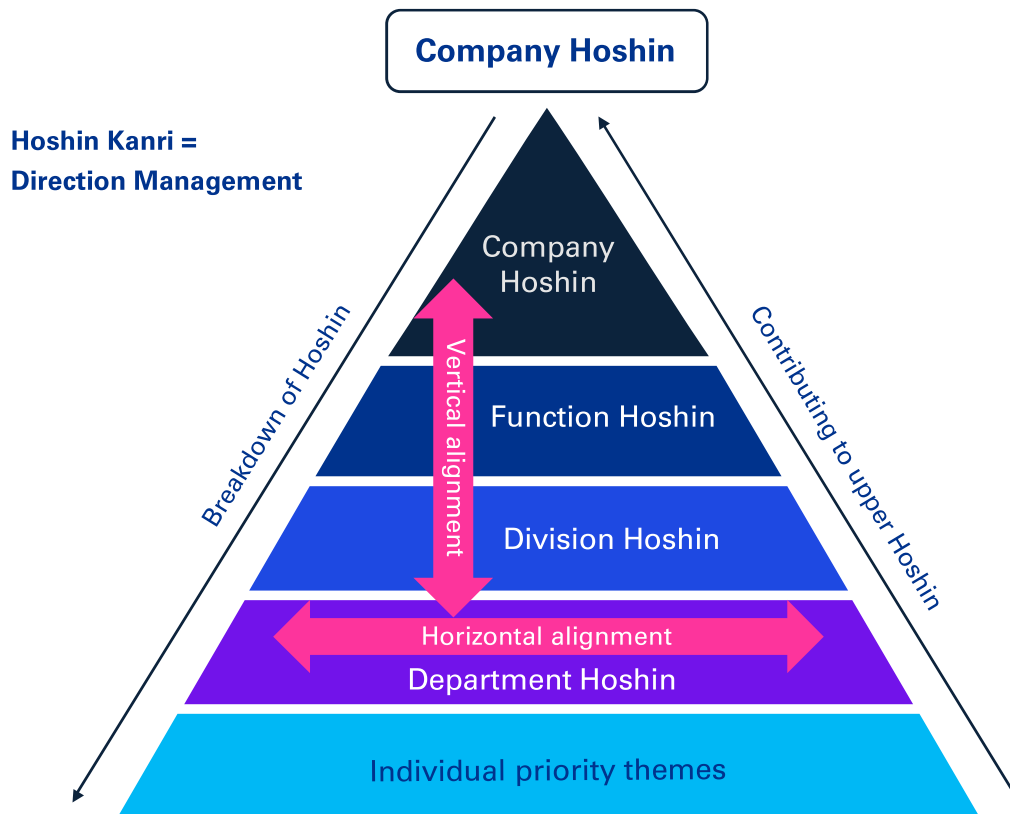 Company Hoshin
Hoshin Kanri =
Direction Management
Company
Hoshin
Breakdown of Hoshin
Vertical alignment
Contributing to upper Hoshin
Function Hoshin
Division Hoshin
Horizontal alignment
Department Hoshin
Individual priority themes